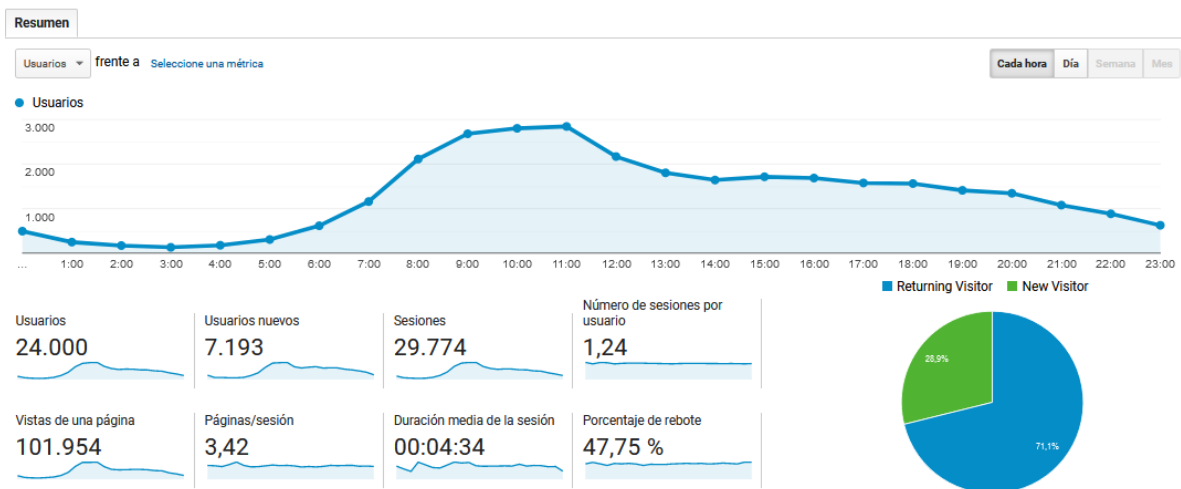 Resumen
Usuarios frente a Seleccione una métrica Cada hora Día Semana Mes
Usuarios
3.000
2.000
1.000
... 1:00 2:00 3:00 4:00 5:00 6:00 7:00 8:00 9:00 10:00 11:00 12:00 13:00 14:00 15:00 16:00 17:00 18:00 19:00 20:00 21:00 22:00 23:00
Returning Visitor New Visitor
Usuarios
24.000
Usuarios nuevos
7.193
Sesiones
29.774
Número de sesiones por
usuario
1,24
Vistas de una página
101.954
Páginas/sesión
3,42
Duración media de la sesión
00:04:34
Porcentaje de rebote
47,75 %
28,9%
71,1%